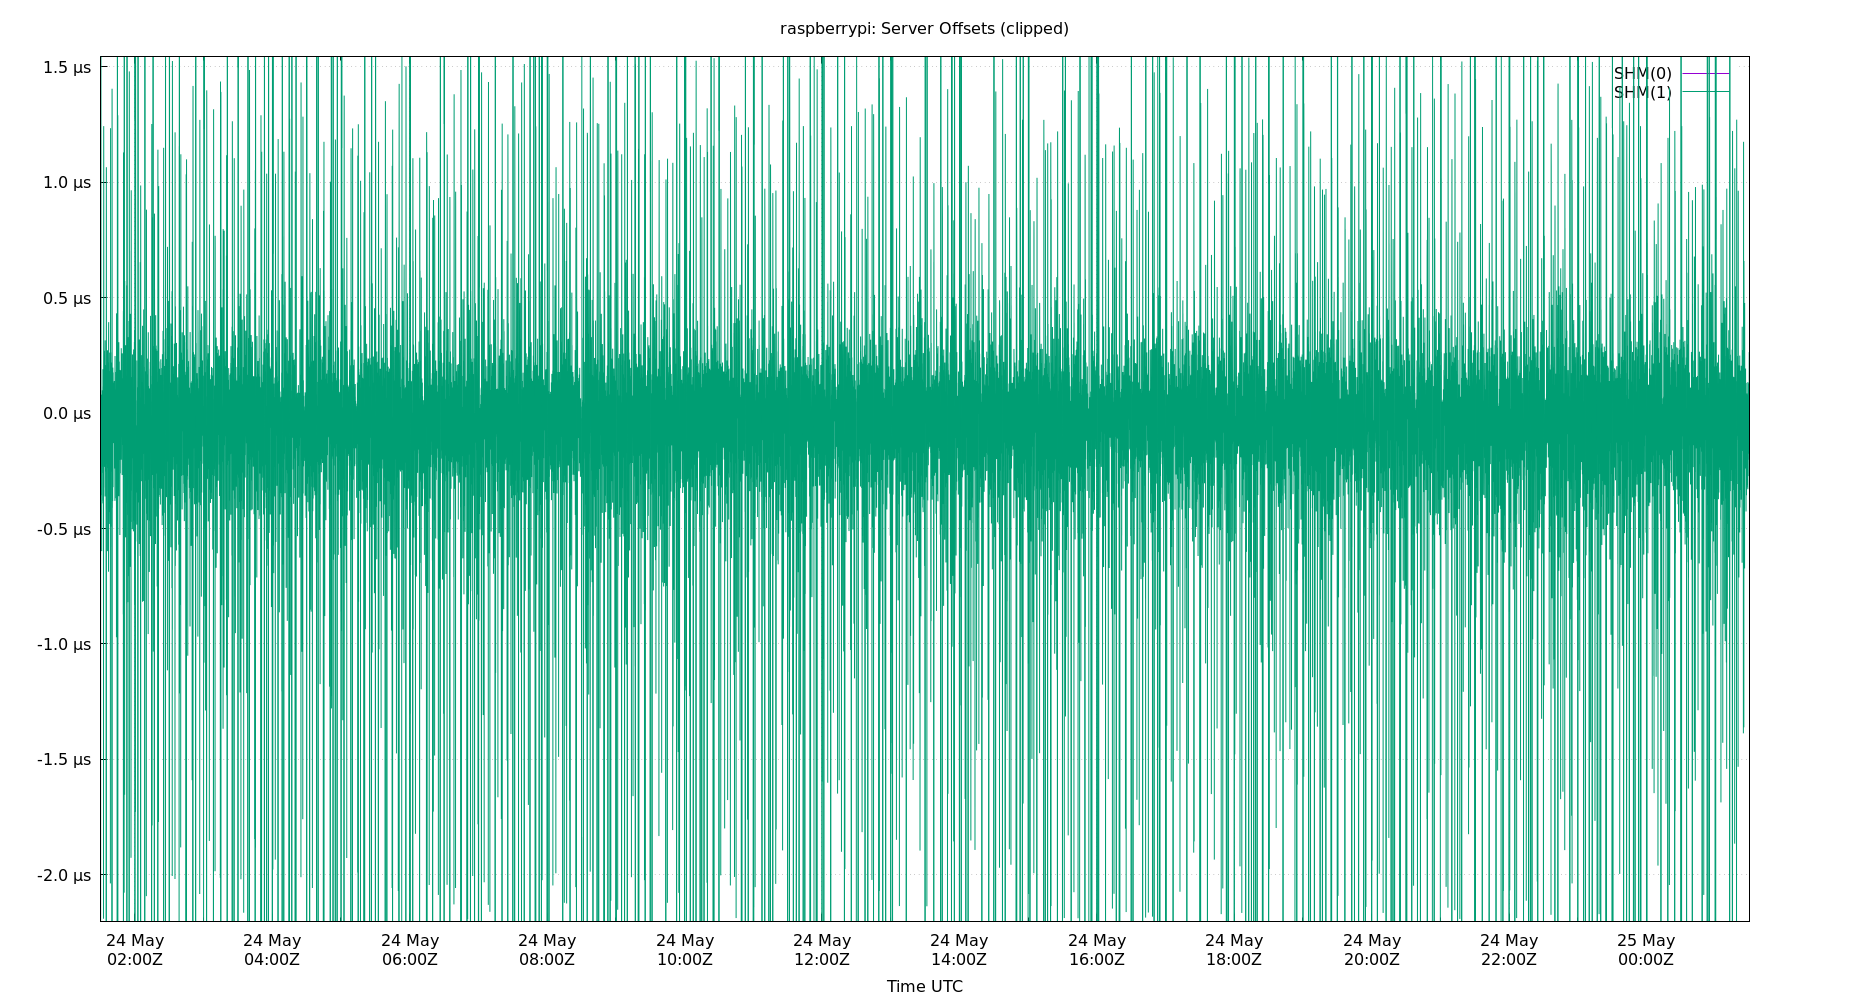 raspberrypi: Server Offsets (clipped)
1.5 µs
1.0 µs
0.5 µs
0.0 µs
-0.5 µs
-1.0 µs
-1.5 µs
-2.0 µs
SHM(0)
SHM(1)
24 May 24 May 24 May 24 May 24 May 24 May 24 May 24 May 24 May 24 May 24 May 25 May
02:00Z 04:00Z 06:00Z 08:00Z 10:00Z 12:00Z 14:00Z 16:00Z 18:00Z 20:00Z 22:00Z 00:00Z
Time UTC